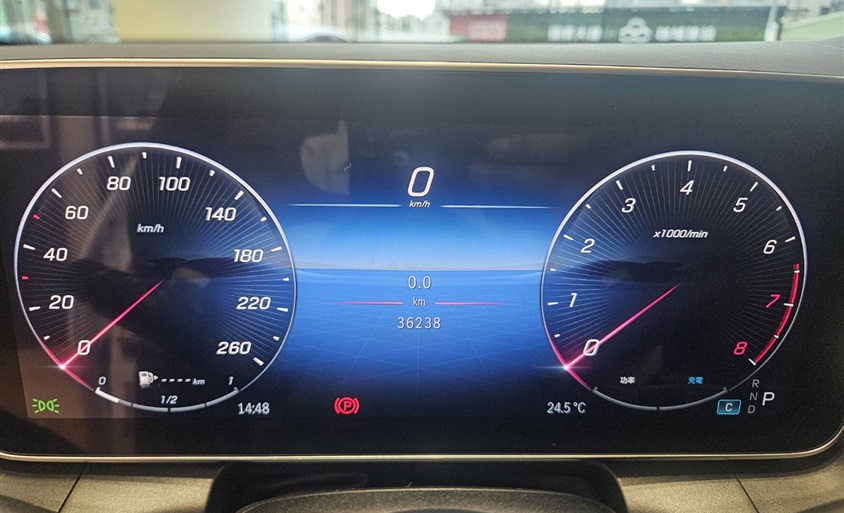 0
km/h
80 100
60 140
km/h
40 180
20 220
0 260
0 ----- km 1
1/2
14:48
0.0
km
36238
4
3 5
x1000/min
2 6
1 7
0 8
功率 充電
24.5 °C
P
C
R
N
D
P